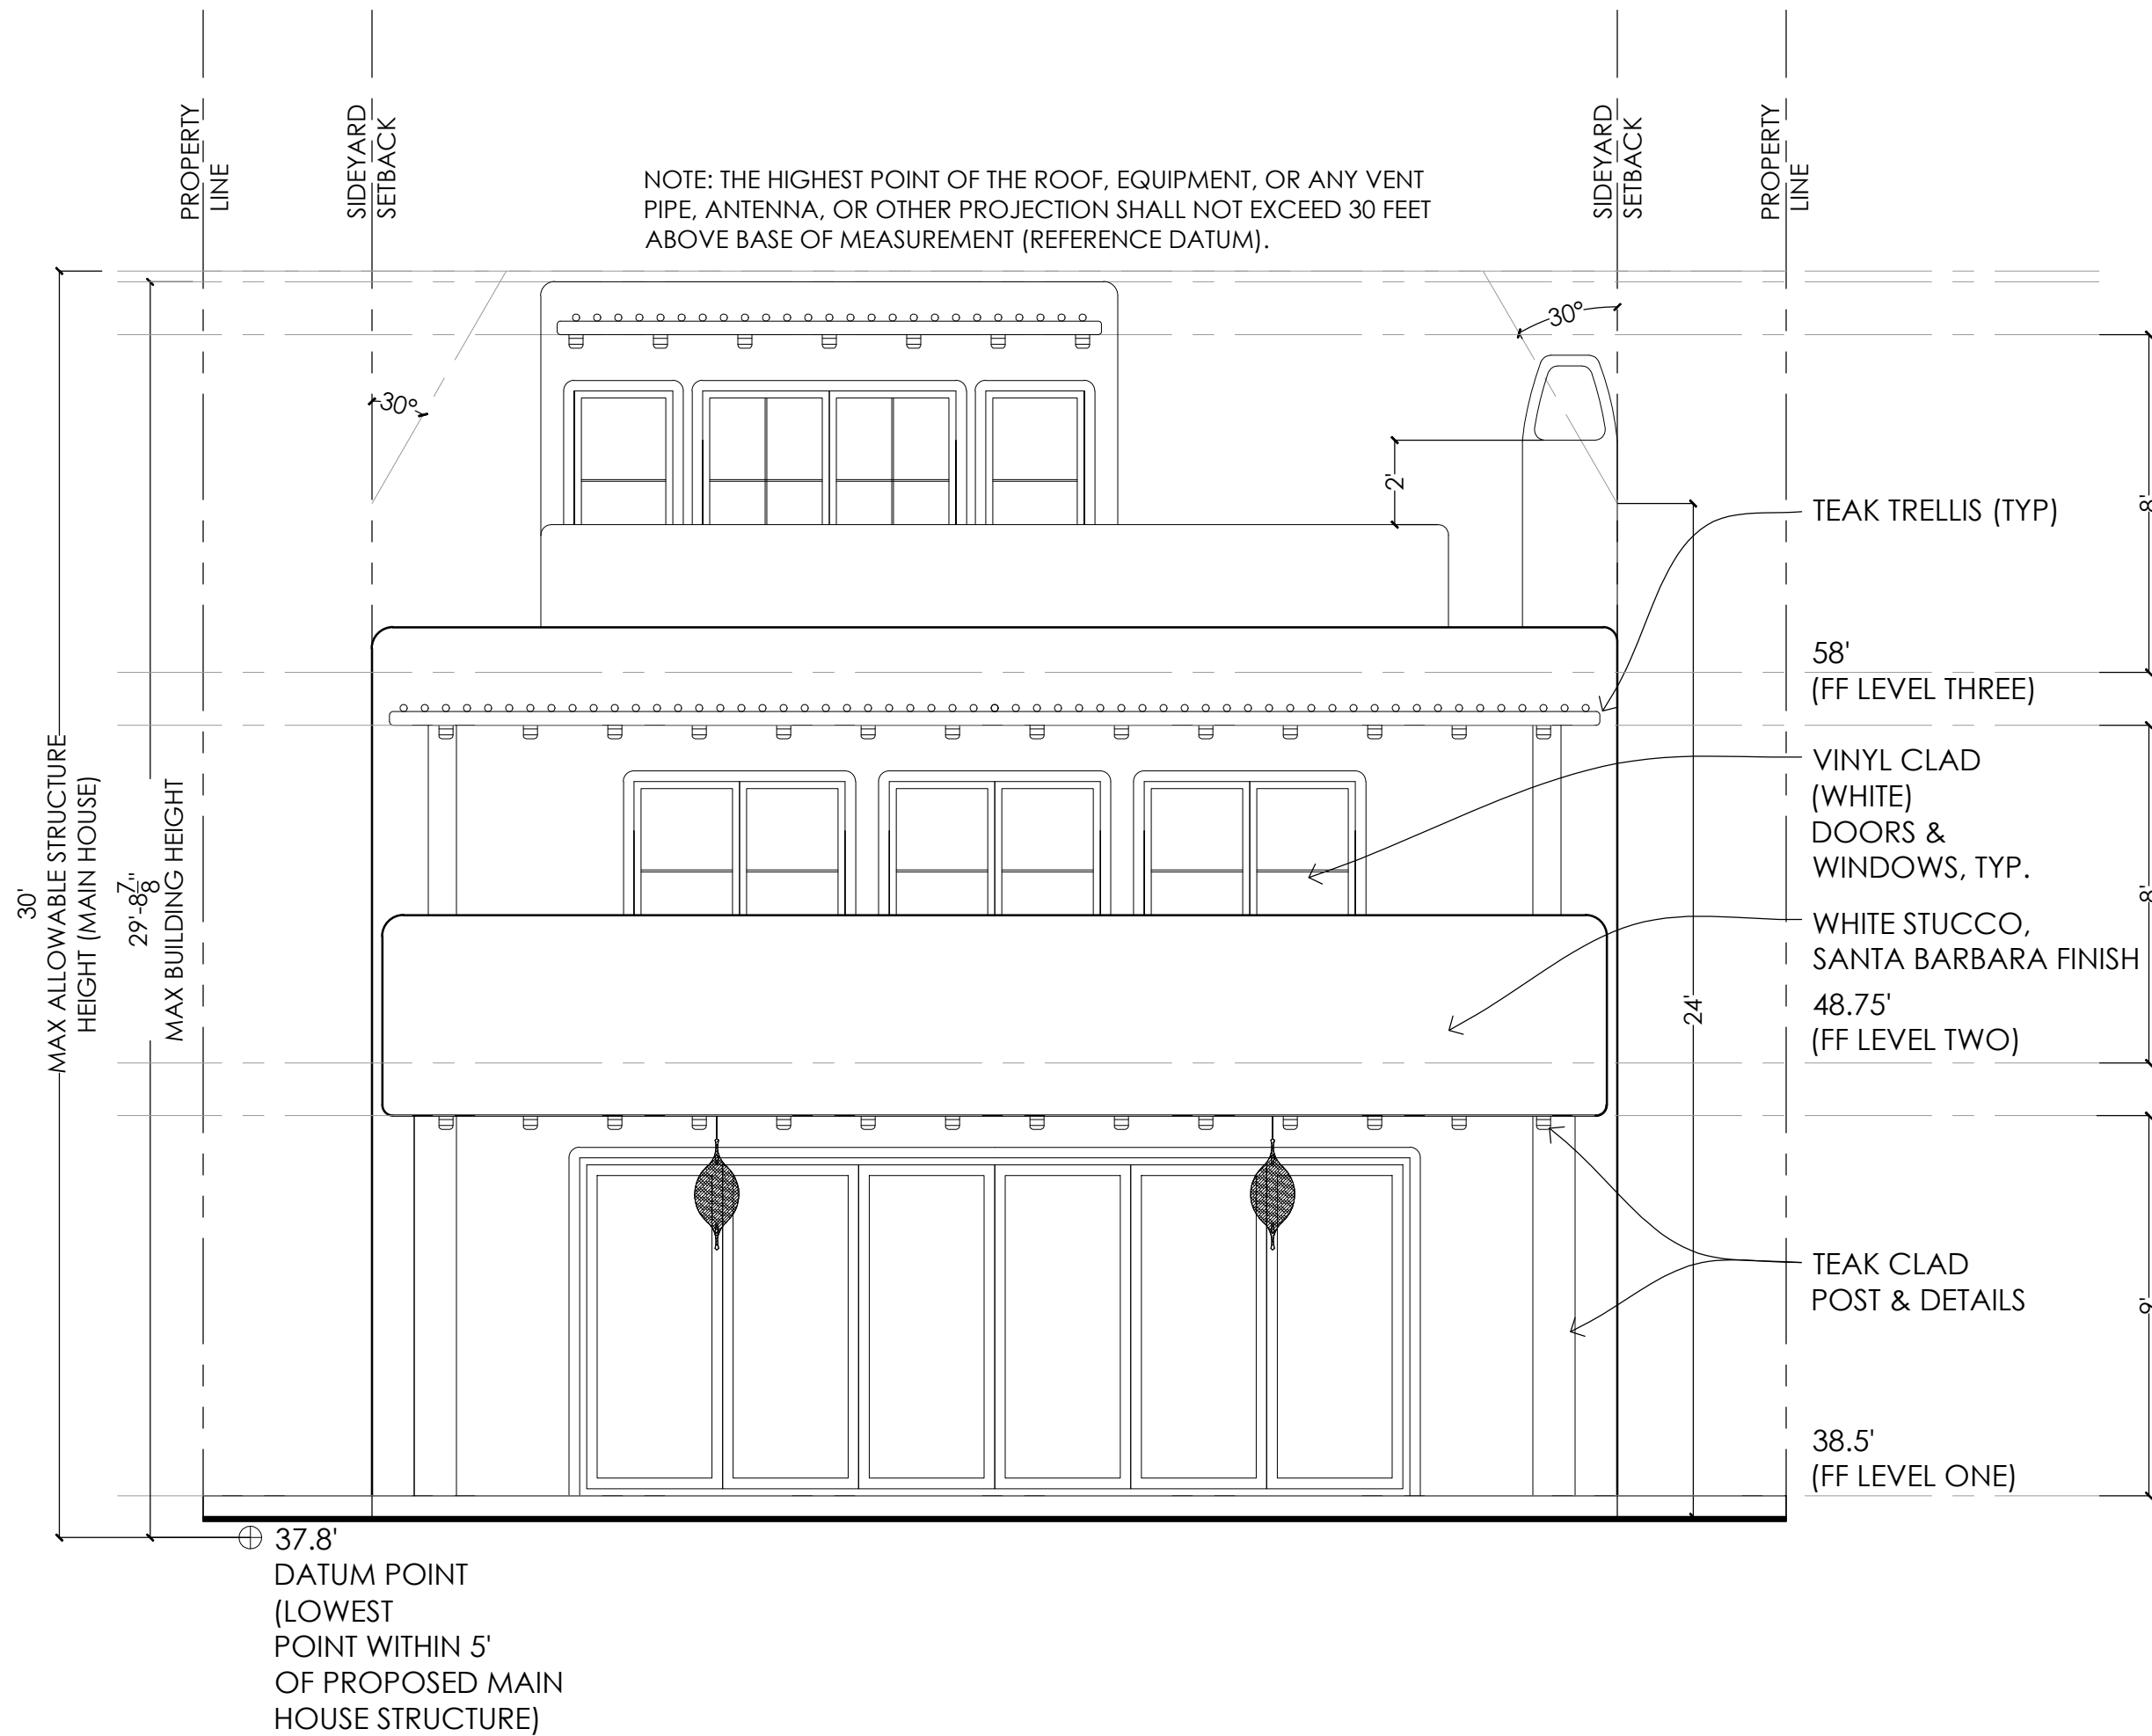 PROPERTY
LINE
SIDEYARD
SETBACK
SIDEYARD
SETBACK
PROPERTY
LINE
NOTE: THE HIGHEST POINT OF THE ROOF, EQUIPMENT, OR ANY VENT
PIPE, ANTENNA, OR OTHER PROJECTION SHALL NOT EXCEED 30 FEET
ABOVE BASE OF MEASUREMENT (REFERENCE DATUM).
30°
30°
2'
8'
TEAK TRELLIS (TYP)
58'
(FF LEVEL THREE)
30'
MAX ALLOWABLE STRUCTURE
HEIGHT (MAIN HOUSE)
29'-8 7/8"
MAX BUILDING HEIGHT
VINYL CLAD
(WHITE)
DOORS &
WINDOWS, TYP.
8'
WHITE STUCCO,
SANTA BARBARA FINISH
24'
48.75'
(FF LEVEL TWO)
TEAK CLAD
POST & DETAILS
9'
38.5'
(FF LEVEL ONE)
37.8'
DATUM POINT
(LOWEST
POINT WITHIN 5'
OF PROPOSED MAIN
HOUSE STRUCTURE)